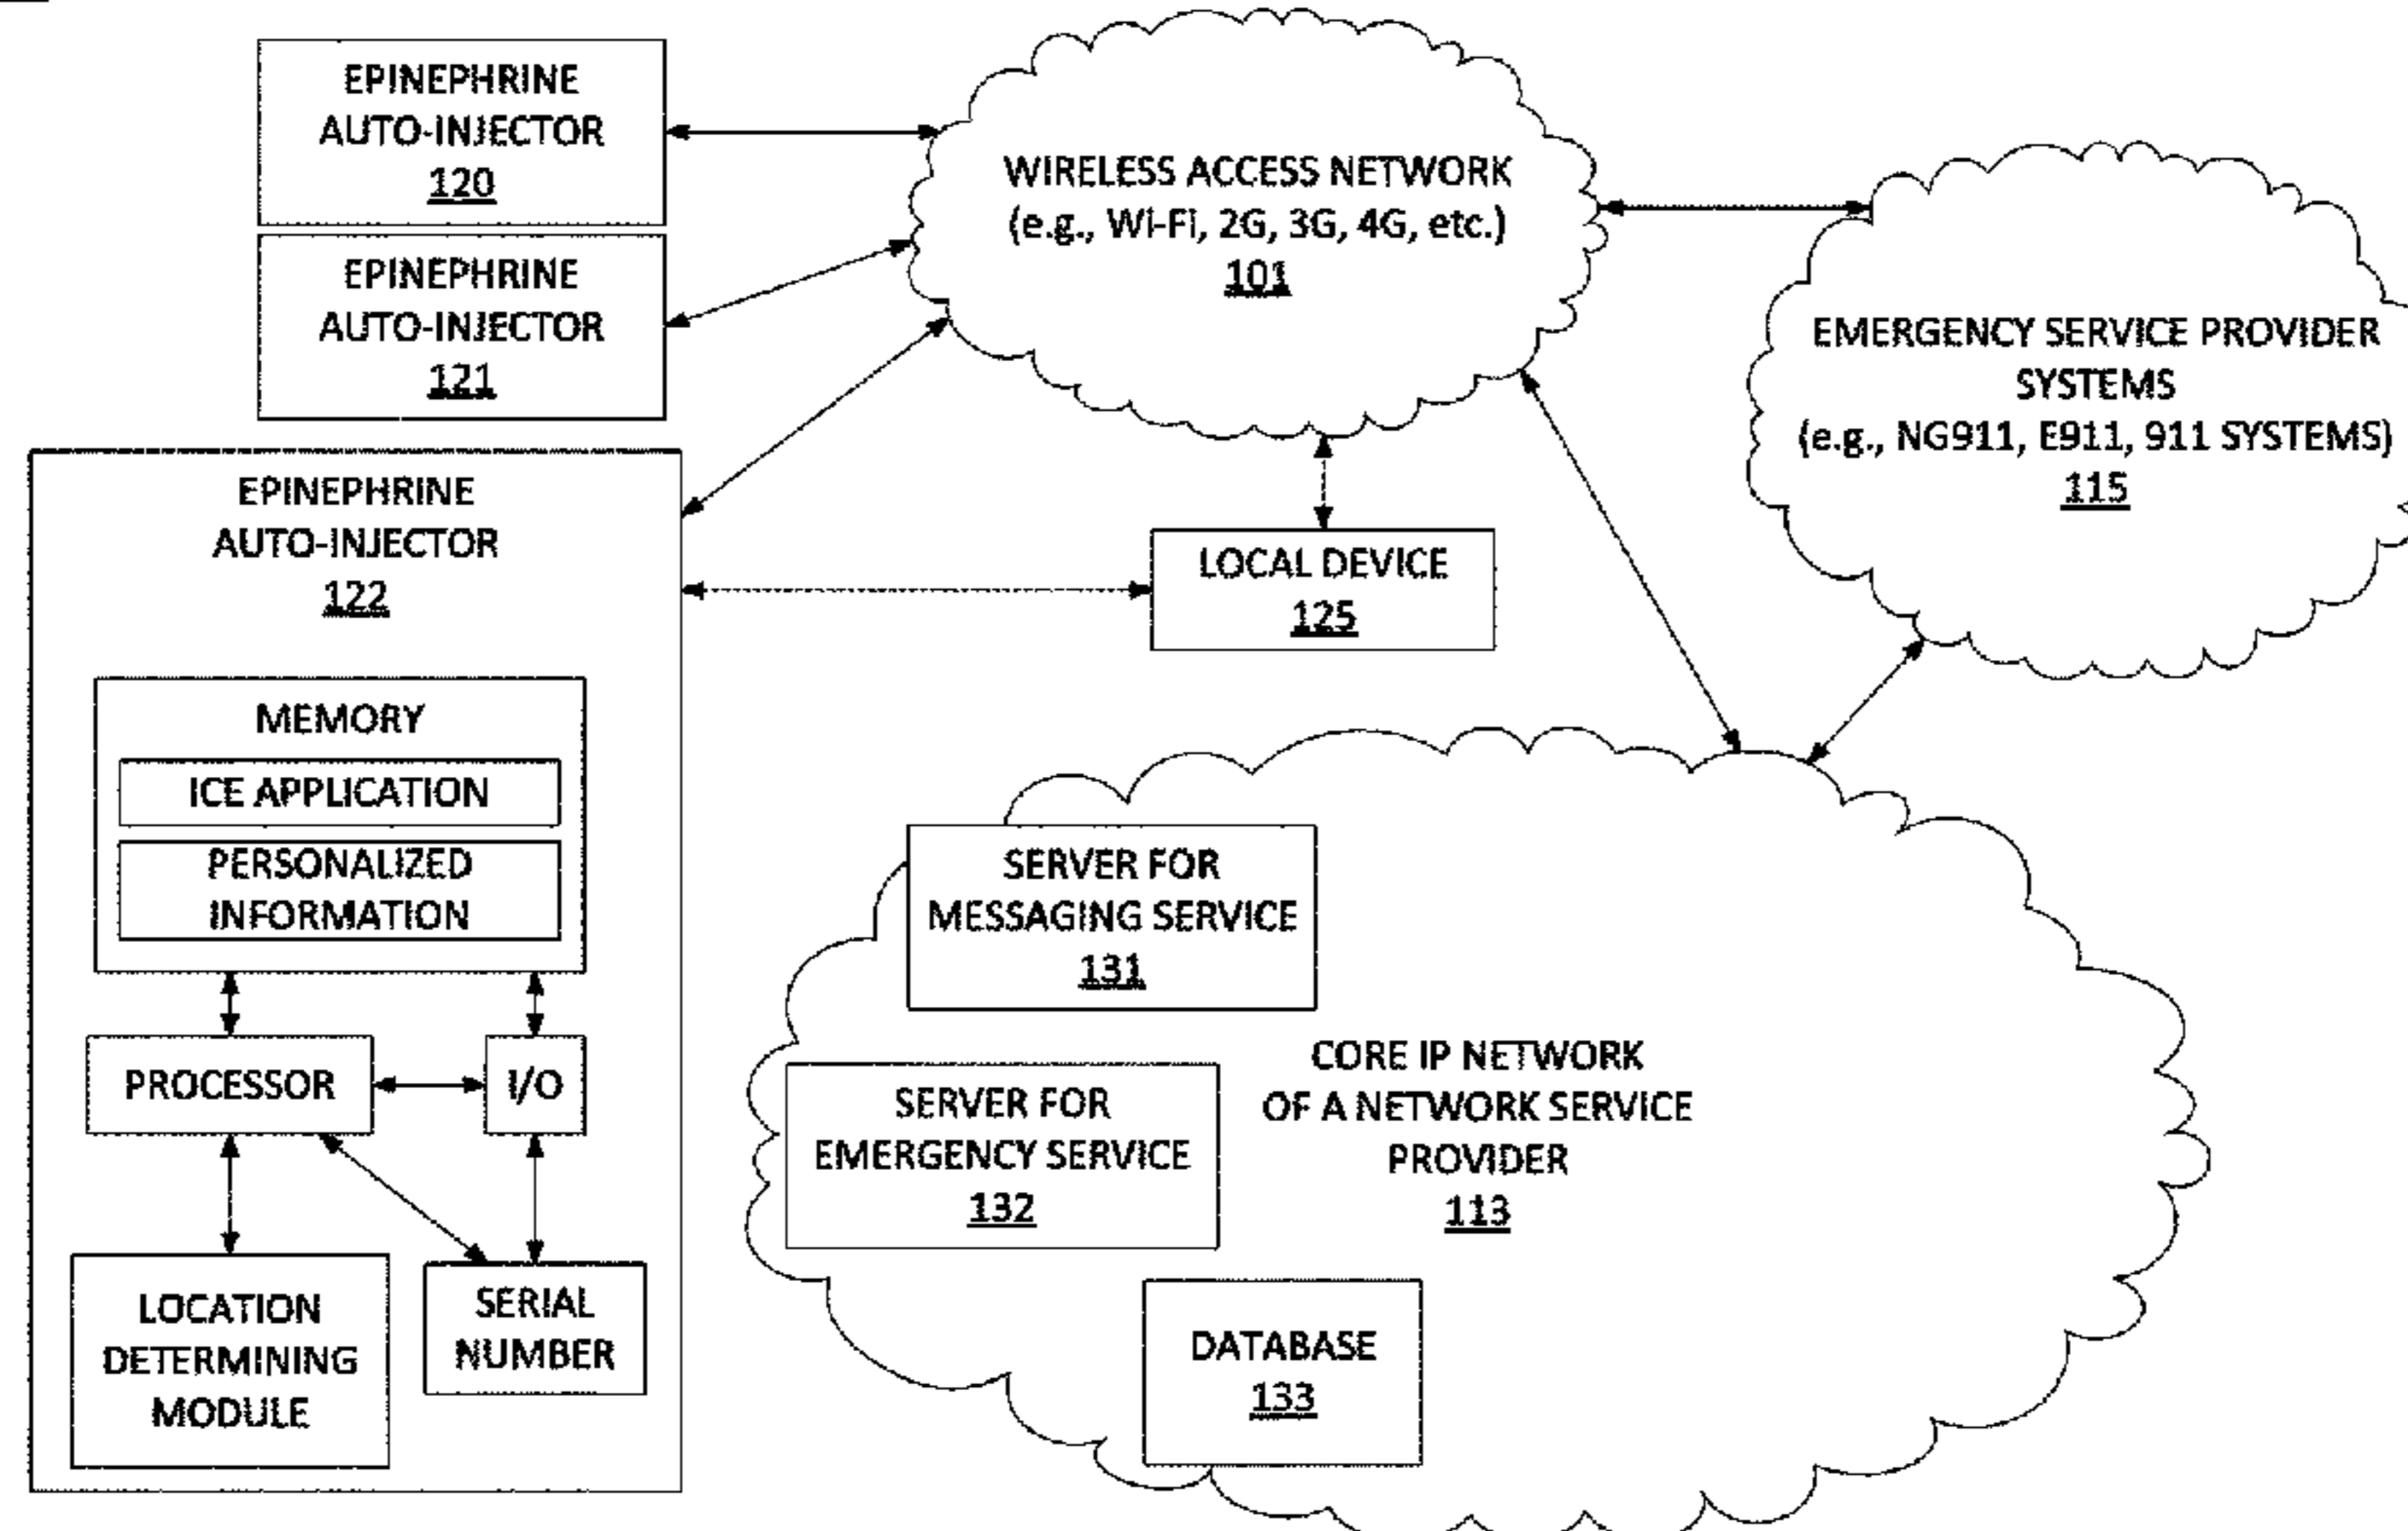 EPINEPHRINE
AUTO-INJECTOR
120
EPINEPHRINE
AUTO-INJECTOR
121
WIRELESS ACCESS NETWORK
(e.g., Wi-Fi, 2G, 3G, 4G, etc.)
101
EMERGENCY SERVICE PROVIDER
SYSTEMS
(e.g., NG911, E911, 911 SYSTEMS)
115
EPINEPHRINE
AUTO-INJECTOR
122
LOCAL DEVICE
125
MEMORY
ICE APPLICATION
PERSONALIZED
INFORMATION
PROCESSOR
I/O
LOCATION
DETERMINING
MODULE
SERIAL
NUMBER
SERVER FOR
MESSAGING SERVICE
131
SERVER FOR
EMERGENCY SERVICE
132
CORE IP NETWORK
OF A NETWORK SERVICE
PROVIDER
113
DATABASE
133